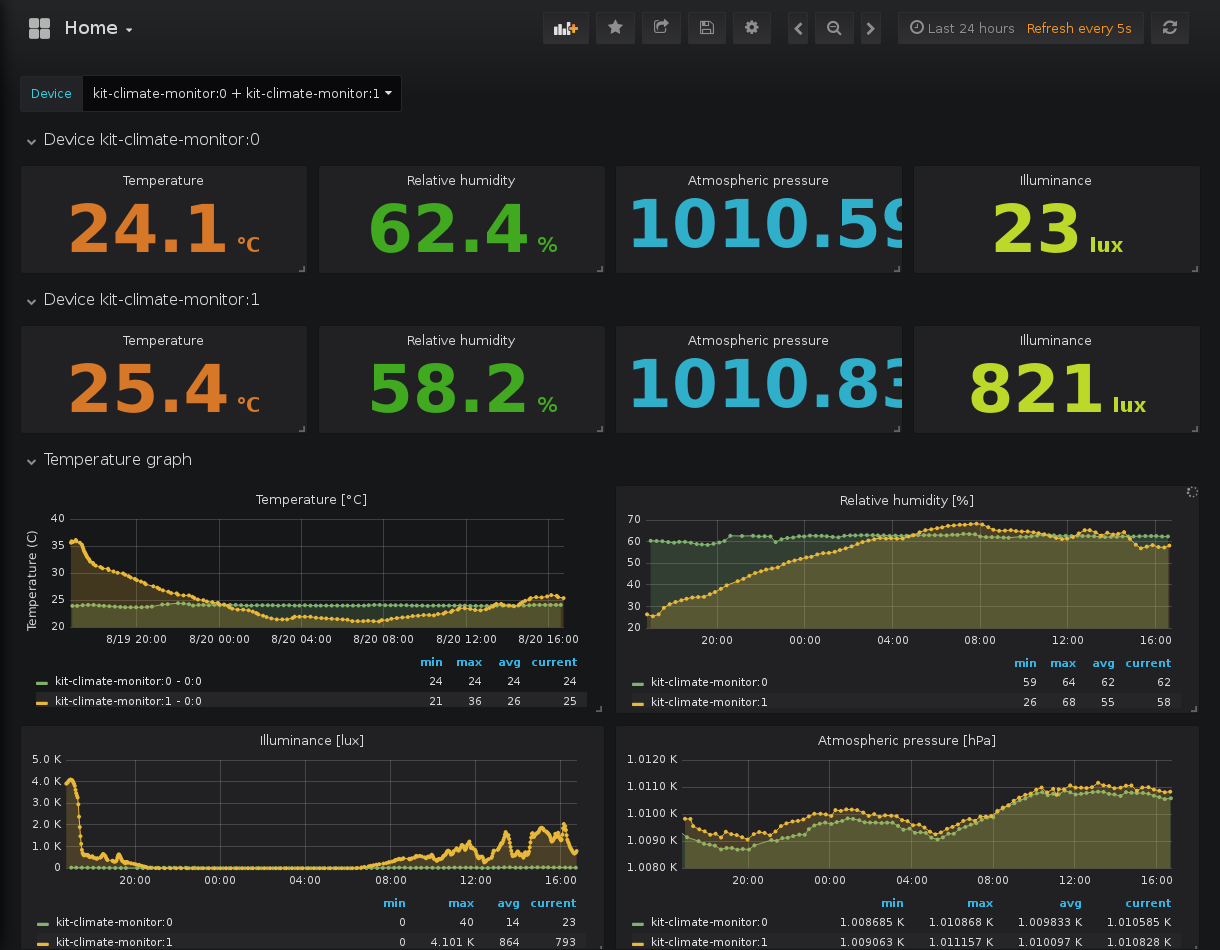 Home
Last 24 hours Refresh every 5s
Device kit-climate-monitor:0 + kit-climate-monitor:1
Device kit-climate-monitor:0
Temperature Relative humidity Atmospheric pressure Illuminance
24.1 °C 62.4 % 1010.59 23 lux
Device kit-climate-monitor:1
Temperature Relative humidity Atmospheric pressure Illuminance
25.4 °C 58.2 % 1010.83 821 lux
Temperature graph
Temperature [°C]
Temperature (C)
40
35
30
25
20
8/19 20:00 8/20 00:00 8/20 04:00 8/20 08:00 8/20 12:00 8/20 16:00
min max avg current
kit-climate-monitor:0 - 0:0 24 24 24 24
kit-climate-monitor:1 - 0:0 21 36 26 25
Relative humidity [%]
70
60
50
40
30
20
20:00 00:00 04:00 08:00 12:00 16:00
min max avg current
kit-climate-monitor:0 59 64 62 62
kit-climate-monitor:1 26 68 55 58
Illuminance [lux]
5.0 K
4.0 K
3.0 K
2.0 K
1.0 K
0
20:00 00:00 04:00 08:00 12:00 16:00
min max avg current
kit-climate-monitor:0 0 40 14 23
kit-climate-monitor:1 0 4.101 K 864 793
Atmospheric pressure [hPa]
1.0120 K
1.0110 K
1.0100 K
1.0090 K
1.0080 K
20:00 00:00 04:00 08:00 12:00 16:00
min max avg current
kit-climate-monitor:0 1.008685 K 1.010868 K 1.009833 K 1.010585 K
kit-climate-monitor:1 1.009063 K 1.011157 K 1.010097 K 1.010828 K